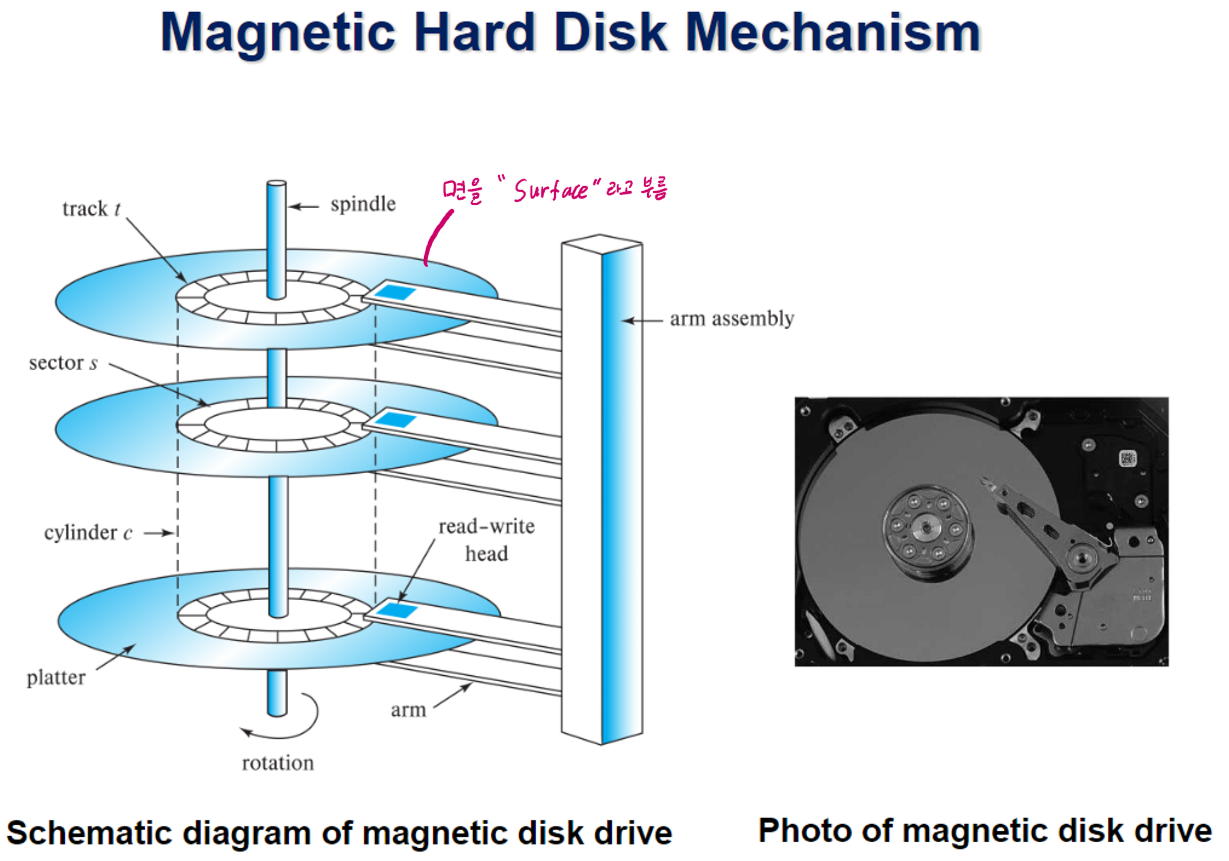 Magnetic Hard Disk Mechanism
면을 "Surface"라고 부름
track t
spindle
arm assembly
sector s
cylinder c
read-write
head
platter
arm
rotation
Schematic diagram of magnetic disk drive
Photo of magnetic disk drive